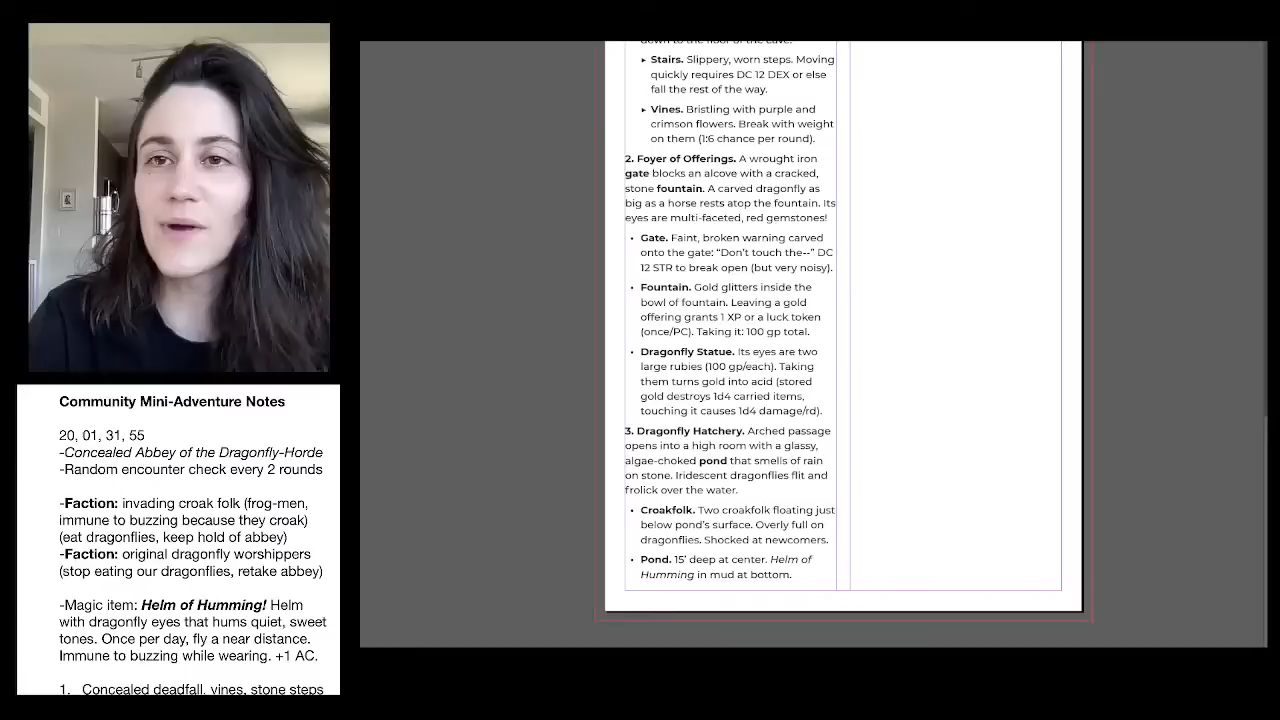 Community Mini-Adventure Notes
20, 01, 31, 55
-Concealed Abbey of the Dragonfly-Horde
-Random encounter check every 2 rounds
-Faction: invading croak folk (frog-men,
immune to buzzing because they croak)
(eat dragonflies, keep hold of abbey)
-Faction: original dragonfly worshippers
(stop eating our dragonflies, retake abbey)
-Magic item: Helm of Humming! Helm
with dragonfly eyes that hums quiet, sweet
tones. Once per day, fly a near distance.
Immune to buzzing while wearing. +1 AC.
1. Concealed deadfall, vines, stone steps
down to the floor of the cave.
▸ Stairs. Slippery, worn steps. Moving
quickly requires DC 12 DEX or else
fall the rest of the way.
▸ Vines. Bristling with purple and
crimson flowers. Break with weight
on them (1:6 chance per round).
2. Foyer of Offerings. A wrought iron
gate blocks an alcove with a cracked,
stone fountain. A carved dragonfly as
big as a horse rests atop the fountain. Its
eyes are multi-faceted, red gemstones!
• Gate. Faint, broken warning carved
onto the gate: “Don’t touch the--” DC
12 STR to break open (but very noisy).
• Fountain. Gold glitters inside the
bowl of fountain. Leaving a gold
offering grants 1 XP or a luck token
(once/PC). Taking it: 100 gp total.
• Dragonfly Statue. Its eyes are two
large rubies (100 gp/each). Taking
them turns gold into acid (stored
gold destroys 1d4 carried items,
touching it causes 1d4 damage/rd).
3. Dragonfly Hatchery. Arched passage
opens into a high room with a glassy,
algae-choked pond that smells of rain
on stone. Iridescent dragonflies flit and
frolick over the water.
• Croakfolk. Two croakfolk floating just
below pond’s surface. Overly full on
dragonflies. Shocked at newcomers.
• Pond. 15’ deep at center. Helm of
Humming in mud at bottom.